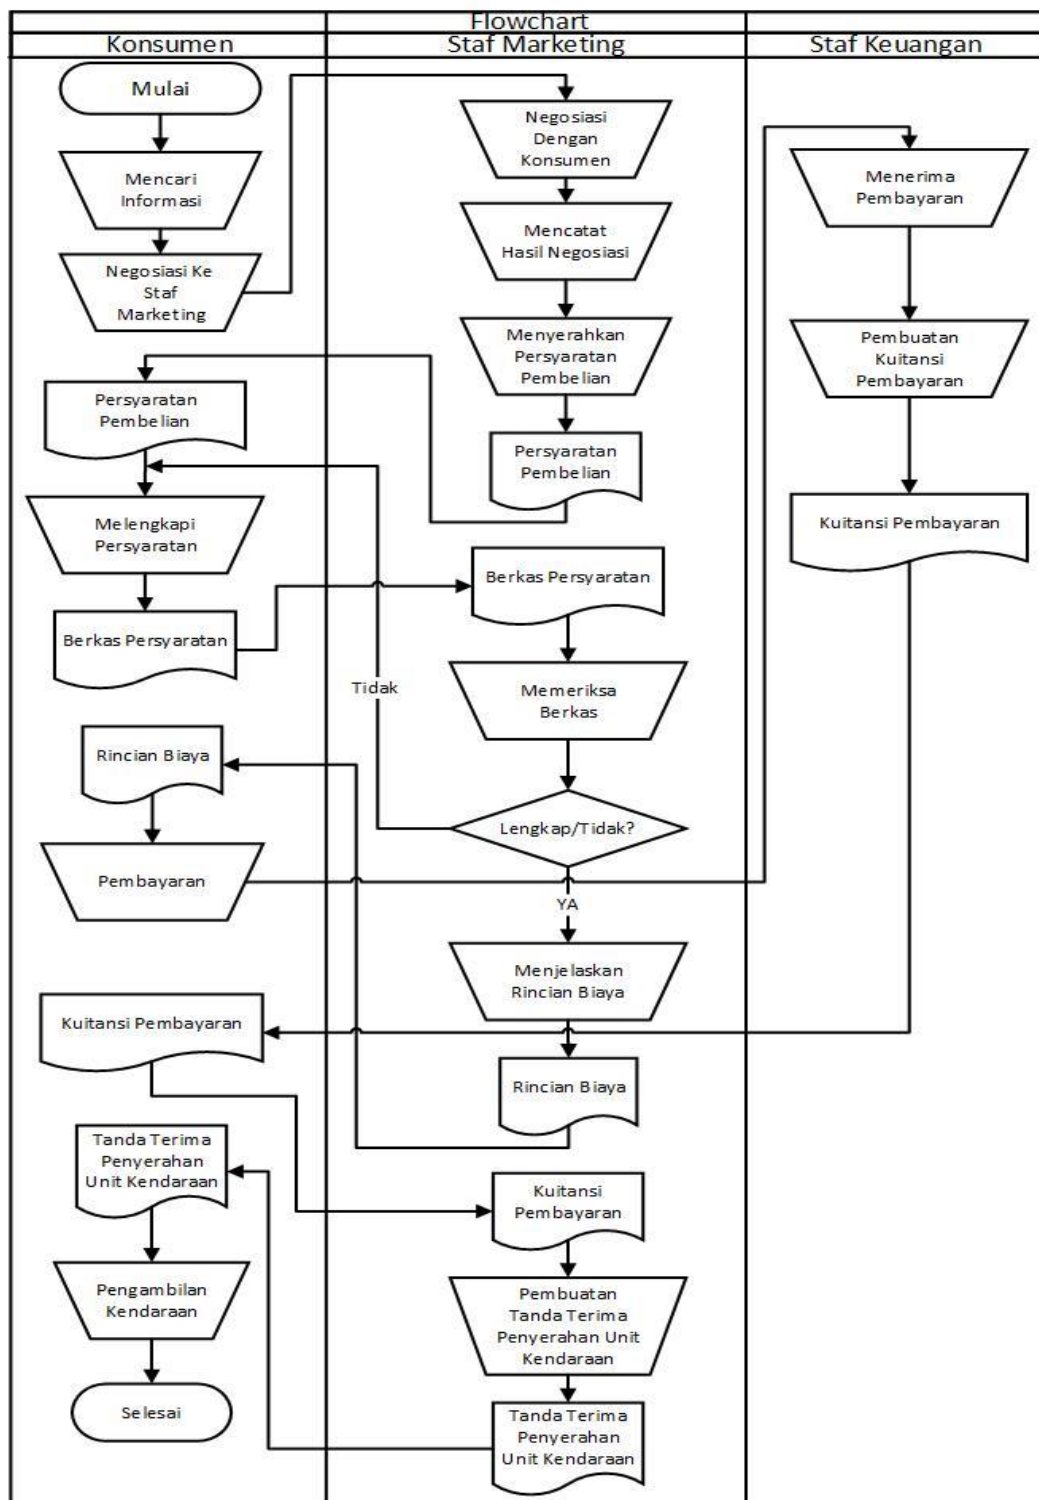 Flowchart
Konsumen
Staf Marketing
Staf Keuangan
Mulai
Mencari
Informasi
Negosiasi Ke
Staf
Marketing
Persyaratan
Pembelian
Melengkapi
Persyaratan
Berkas Persyaratan
Rincian Biaya
Pembayaran
Kuitansi Pembayaran
Tanda Terima
Penyerahan
Unit Kendaraan
Pengambilan
Kendaraan
Selesai
Tidak
Negosiasi
Dengan
Konsumen
Mencatat
Hasil Negosiasi
Menyerahkan
Persyaratan
Pembelian
Persyaratan
Pembelian
Berkas Persyaratan
Memeriksa
Berkas
Lengkap/Tidak?
YA
Menjelaskan
Rincian Biaya
Rincian Biaya
Kuitansi
Pembayaran
Pembuatan
Tanda Terima
Penyerahan Unit
Kendaraan
Tanda Terima
Penyerahan
Unit Kendaraan
Menerima
Pembayaran
Pembuatan
Kuitansi
Pembayaran
Kuitansi Pembayaran